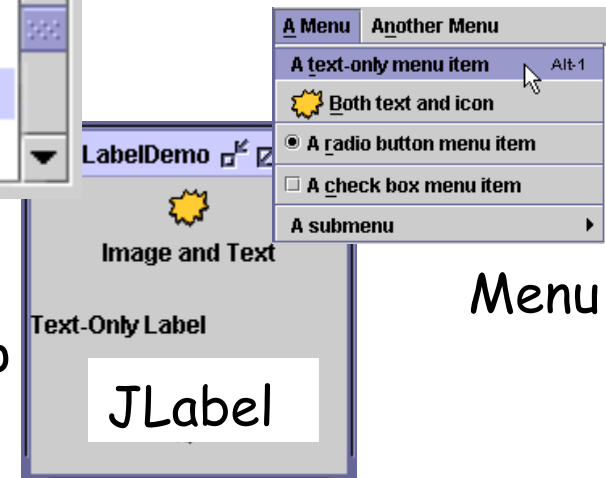 A Menu Another Menu
A text-only menu item Alt-1
Both text and icon
A radio button menu item
A check box menu item
A submenu
Menu
LabelDemo
Image and Text
Text-Only Label
JLabel